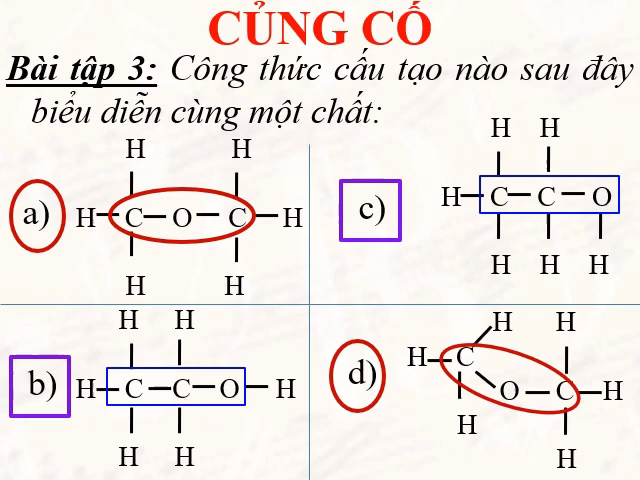 CỦNG CỐ
Bài tập 3: Công thức cấu tạo nào sau đây
biểu diễn cùng một chất:
H H
a) H C O C H
H H
H H
c) H C C O
H H H
H H
b) H C C O H
H H
H H
d) H C
O C H
H
H